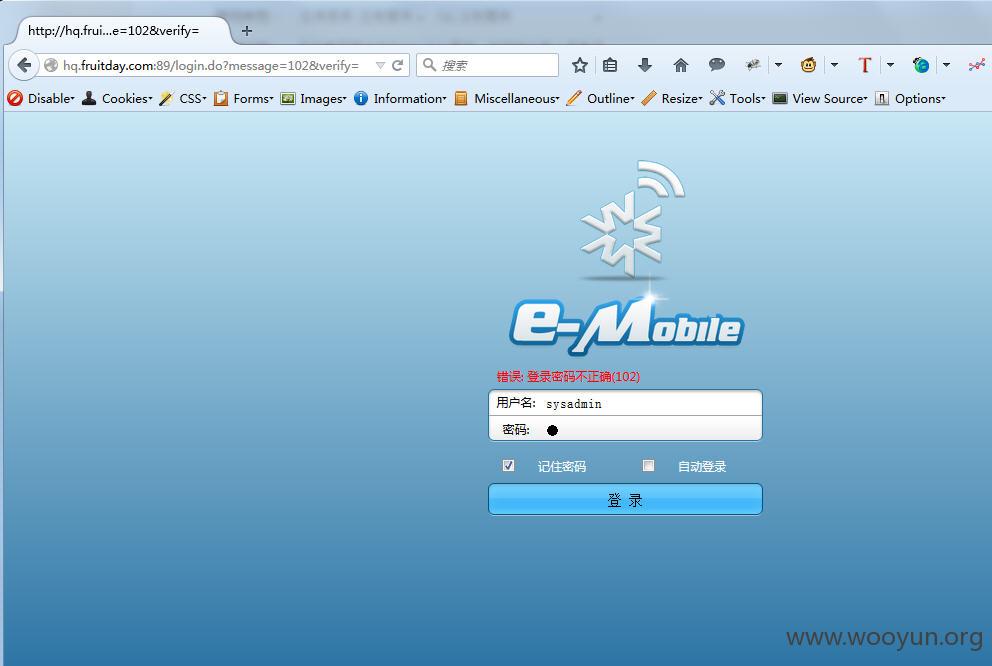 http://hq.frui...e=102&verify=
hq.fruitday.com:89/login.do?message=102&verify=
搜索
Disable Cookies CSS Forms Images Information Miscellaneous Outline Resize Tools View Source Options
e-Mobile
错误: 登录密码不正确(102)
用户名: sysadmin
密码:
记住密码 自动登录
登 录
www.wooyun.org